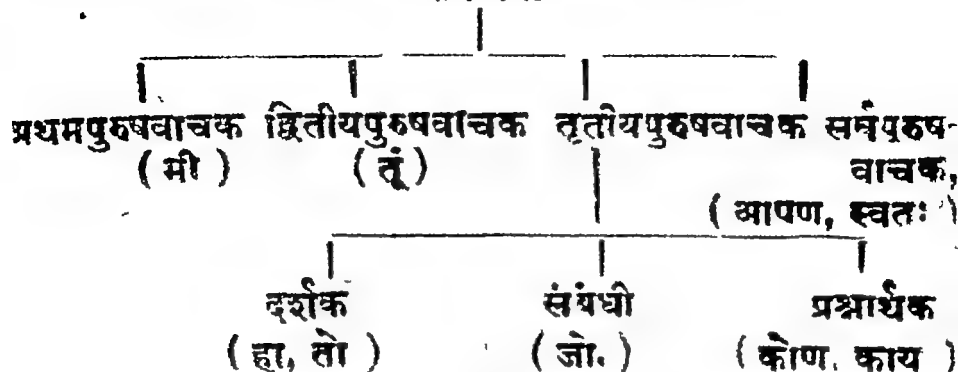 प्रथमपुरुषवाचक द्वितीयपुरुषवाचक तृतीयपुरुषवाचक सर्वपुरुष-
( मी ) ( तूं ) वाचक,
( आपण, स्वतः )
दर्शक संबंधी प्रश्नार्थक
( हा, तो ) ( जो. ) ( कोण, काय )